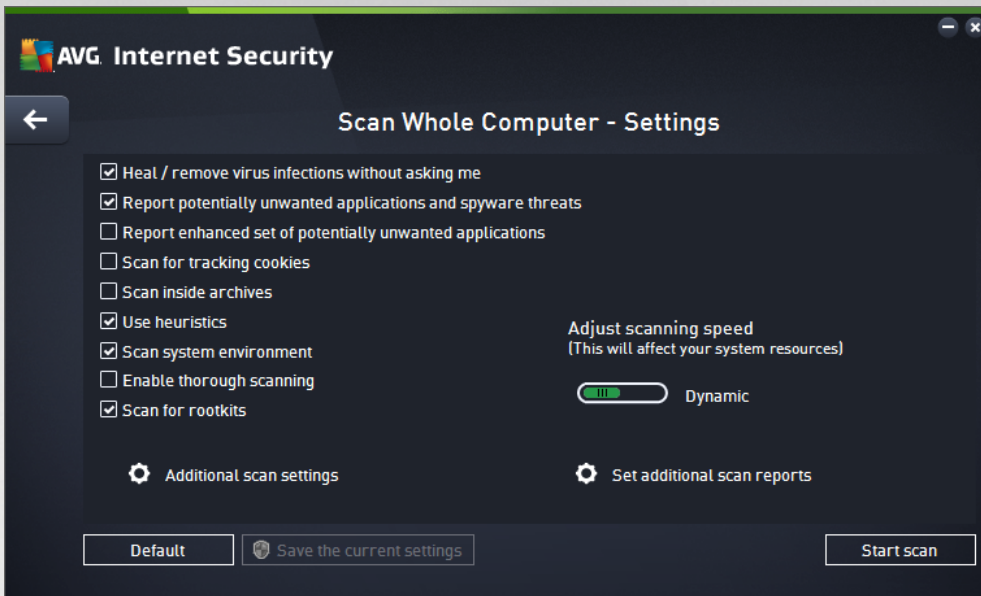 AVG. Internet Security
Scan Whole Computer - Settings
Heal / remove virus infections without asking me
Report potentially unwanted applications and spyware threats
Report enhanced set of potentially unwanted applications
Scan for tracking cookies
Scan inside archives
Use heuristics
Scan system environment
Enable thorough scanning
Scan for rootkits
Adjust scanning speed
(This will affect your system resources)
Dynamic
Additional scan settings
Set additional scan reports
Default
Save the current settings
Start scan